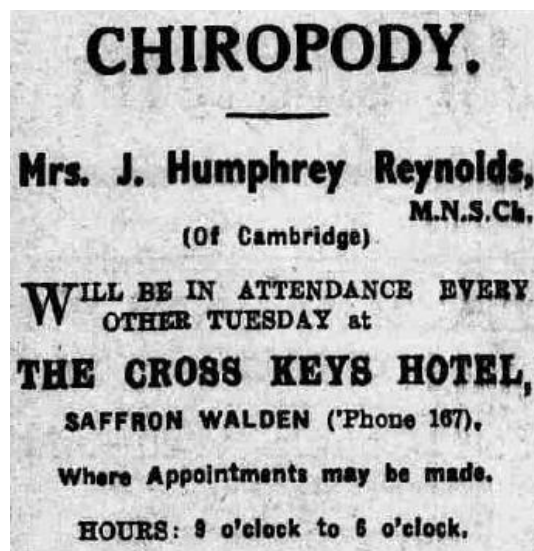 CHIROPODY.
Mrs. J. Humphrey Reynolds,
M.N.S.Ch.
(Of Cambridge)
WILL BE IN ATTENDANCE EVERY
OTHER TUESDAY at
THE CROSS KEYS HOTEL,
SAFFRON WALDEN ('Phone 167),
Where Appointments may be made.
HOURS: 9 o'clock to 6 o'clock.